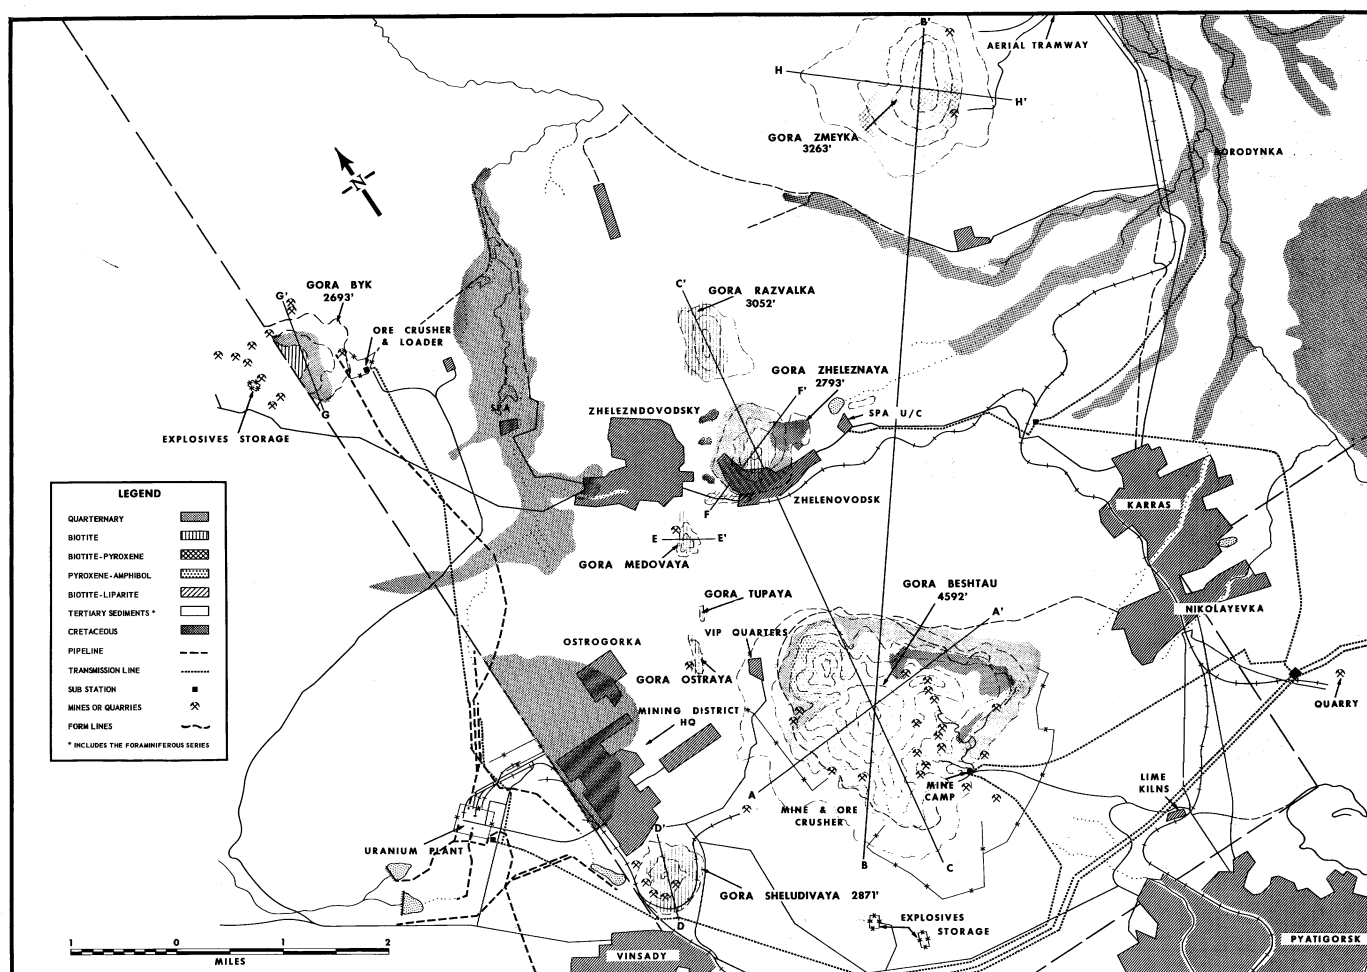 B'
AERIAL TRAMWAY
H
H'
GORA ZMEYKA
3263'
BORODYNKA
N
GORA BYK
2693'
G'
ORE CRUSHER
& LOADER
C'
GORA RAZVALKA
3052'
GORA ZHELEZNAYA
2793'
F'
G
SPA
ZHELEZNDOVODSKY
SPA U/C
EXPLOSIVES STORAGE
ZHELENOVODSK
F
KARRAS
E
E'
GORA MEDOVAYA
GORA BESHTAU
4592'
A'
GORA TUPAYA
VIP QUARTERS
NIKOLAYEVKA
OSTROGORKA
GORA OSTRAYA
MINING DISTRICT
HQ
QUARRY
LEGEND
QUARTERNARY
BIOTITE
BIOTITE-PYROXENE
PYROXENE-AMPHIBOL
BIOTITE-LIPARITE
TERTIARY SEDIMENTS *
CRETACEOUS
PIPELINE
TRANSMISSION LINE
SUB STATION
MINES OR QUARRIES
FORM LINES
* INCLUDES THE FORAMINIFEROUS SERIES
A
MINE & ORE
CRUSHER
MINE
CAMP
LIME
KILNS
URANIUM PLANT
D'
B
C
GORA SHELUDIVAYA 2871'
D
EXPLOSIVES
STORAGE
VINSADY
PYATIGORSK
1 0 1 2
MILES